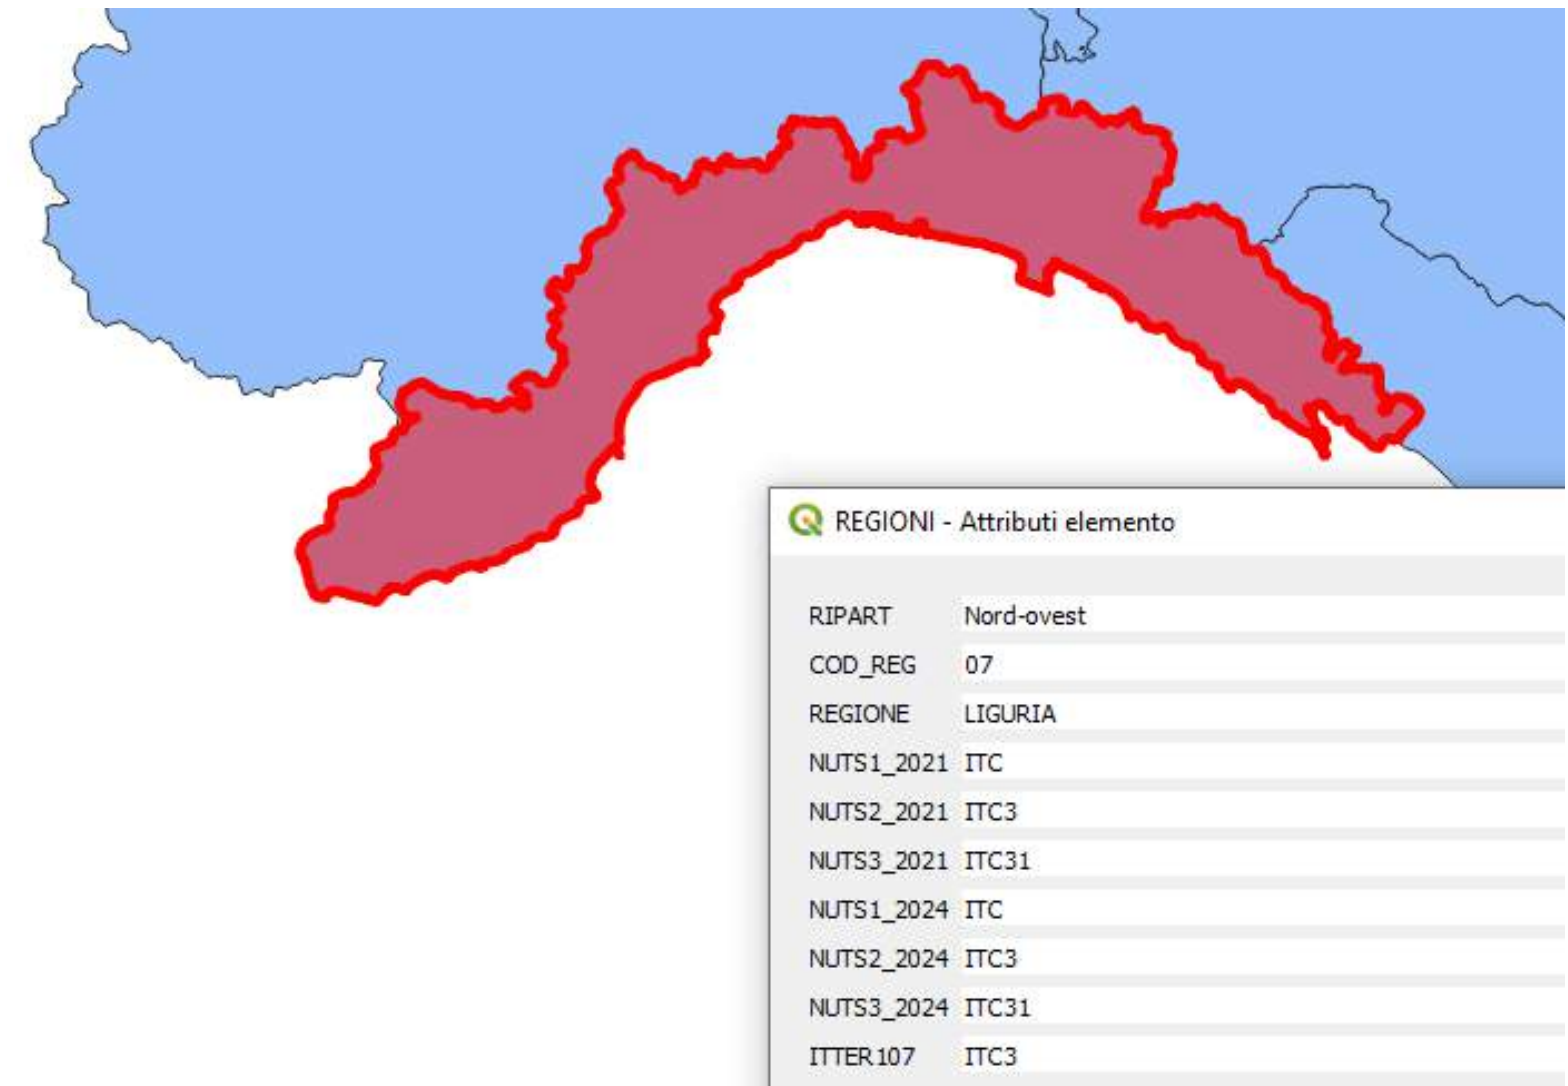 REGIONI - Attributi elemento
RIPART Nord-ovest
COD_REG 07
REGIONE LIGURIA
NUTS1_2021 ITC
NUTS2_2021 ITC3
NUTS3_2021 ITC31
NUTS1_2024 ITC
NUTS2_2024 ITC3
NUTS3_2024 ITC31
ITTER107 ITC3